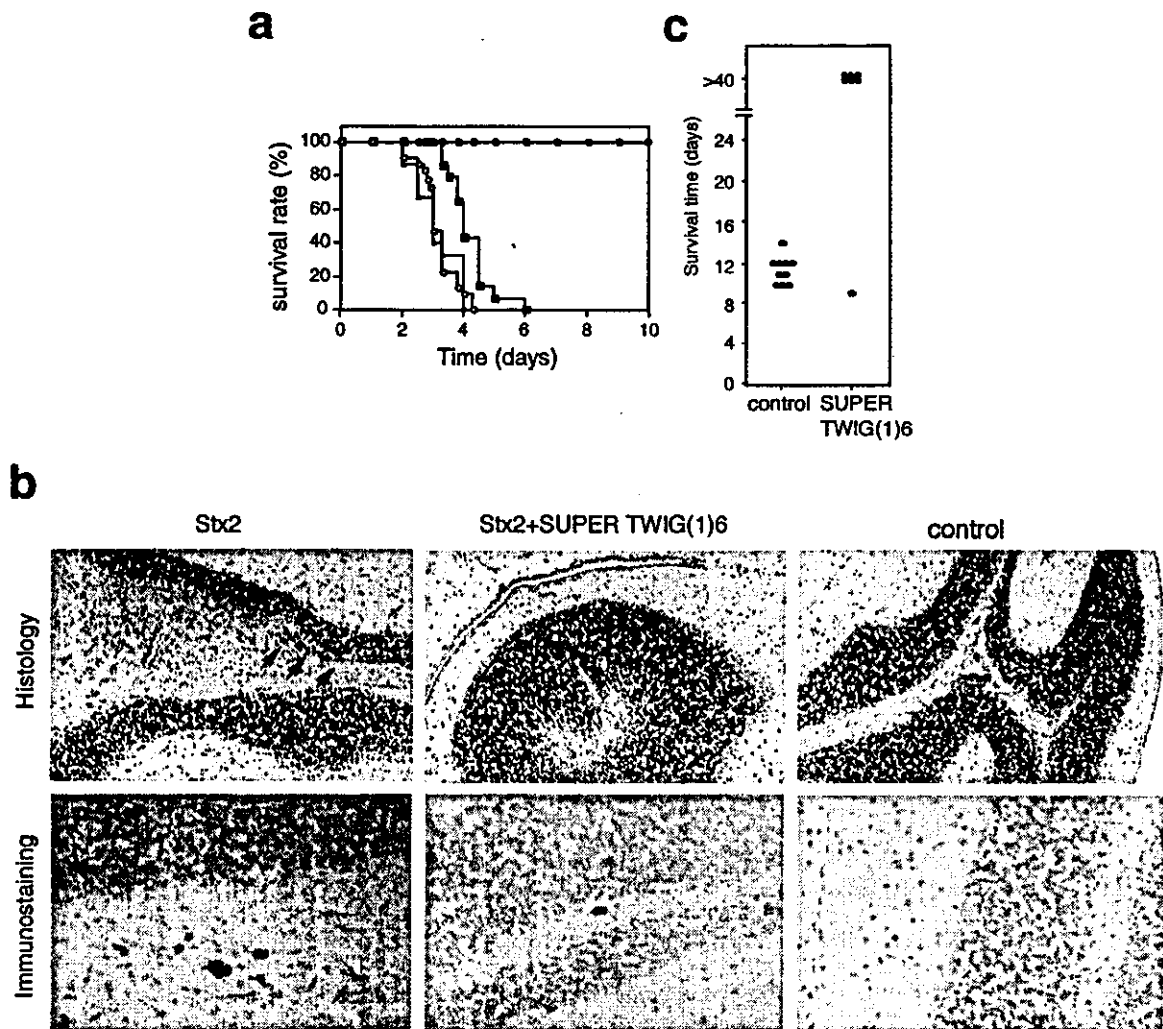 a
survival rate (%)
100
80
60
40
20
0
0 2 4 6 8 10
Time (days)
c
Survival time (days)
>40
24
20
16
12
8
4
0
control SUPER
TWIG(1)6
b
Stx2 Stx2+SUPER TWIG(1)6 control
Histology
Immunostaining